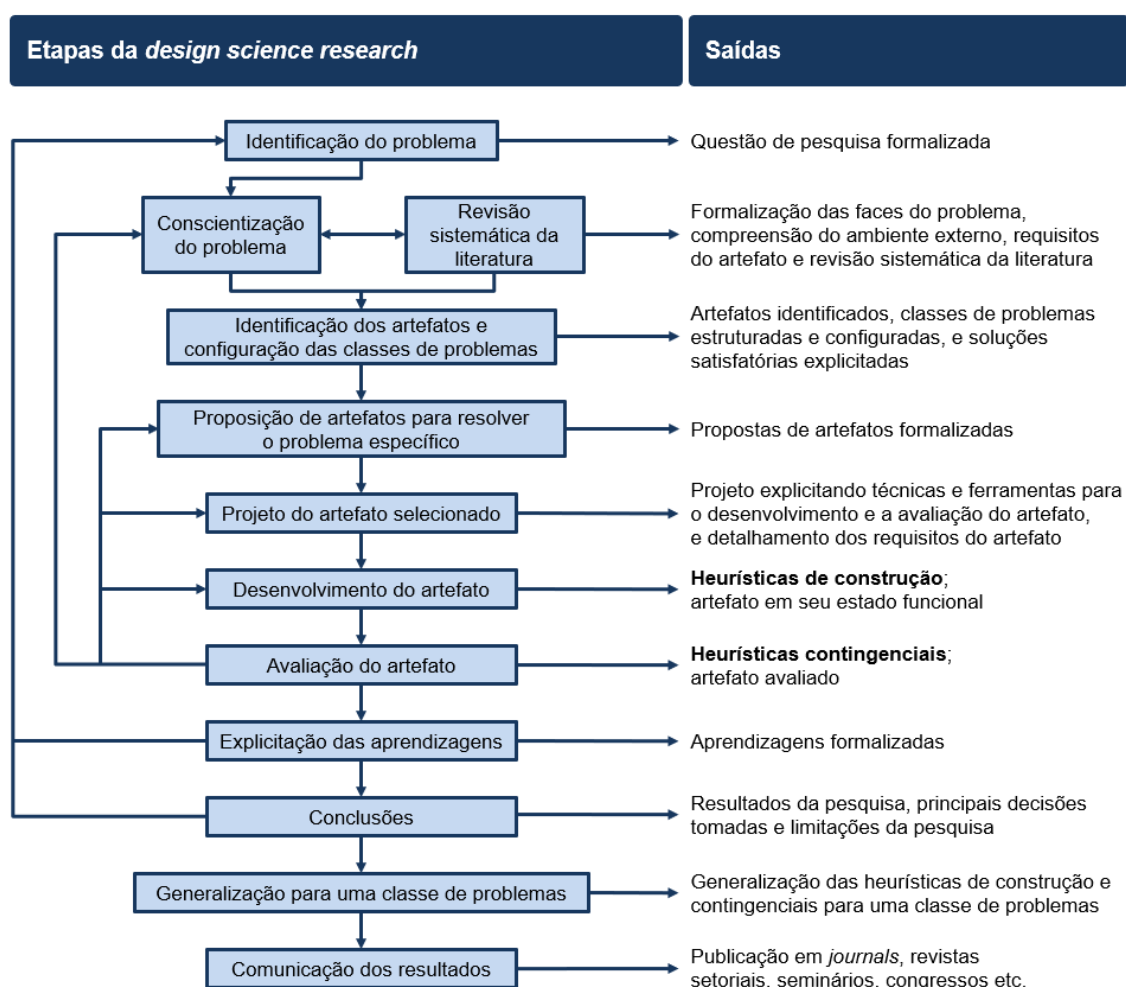 Etapas da design science research
Saídas
Identificação do problema
Questão de pesquisa formalizada
Conscientização
do problema
Revisão
sistemática da
literatura
Formalização das faces do problema,
compreensão do ambiente externo, requisitos
do artefato e revisão sistemática da literatura
Identificação dos artefatos e
configuração das classes de problemas
Artefatos identificados, classes de problemas
estruturadas e configuradas, e soluções
satisfatórias explicitadas
Proposição de artefatos para resolver
o problema específico
Propostas de artefatos formalizadas
Projeto do artefato selecionado
Projeto explicitando técnicas e ferramentas para
o desenvolvimento e a avaliação do artefato,
e detalhamento dos requisitos do artefato
Desenvolvimento do artefato
Heurísticas de construção;
artefato em seu estado funcional
Avaliação do artefato
Heurísticas contingenciais;
artefato avaliado
Explicitação das aprendizagens
Aprendizagens formalizadas
Conclusões
Resultados da pesquisa, principais decisões
tomadas e limitações da pesquisa
Generalização para uma classe de problemas
Generalização das heurísticas de construção e
contingenciais para uma classe de problemas
Comunicação dos resultados
Publicação em journals, revistas
setoriais, seminários, congressos etc.